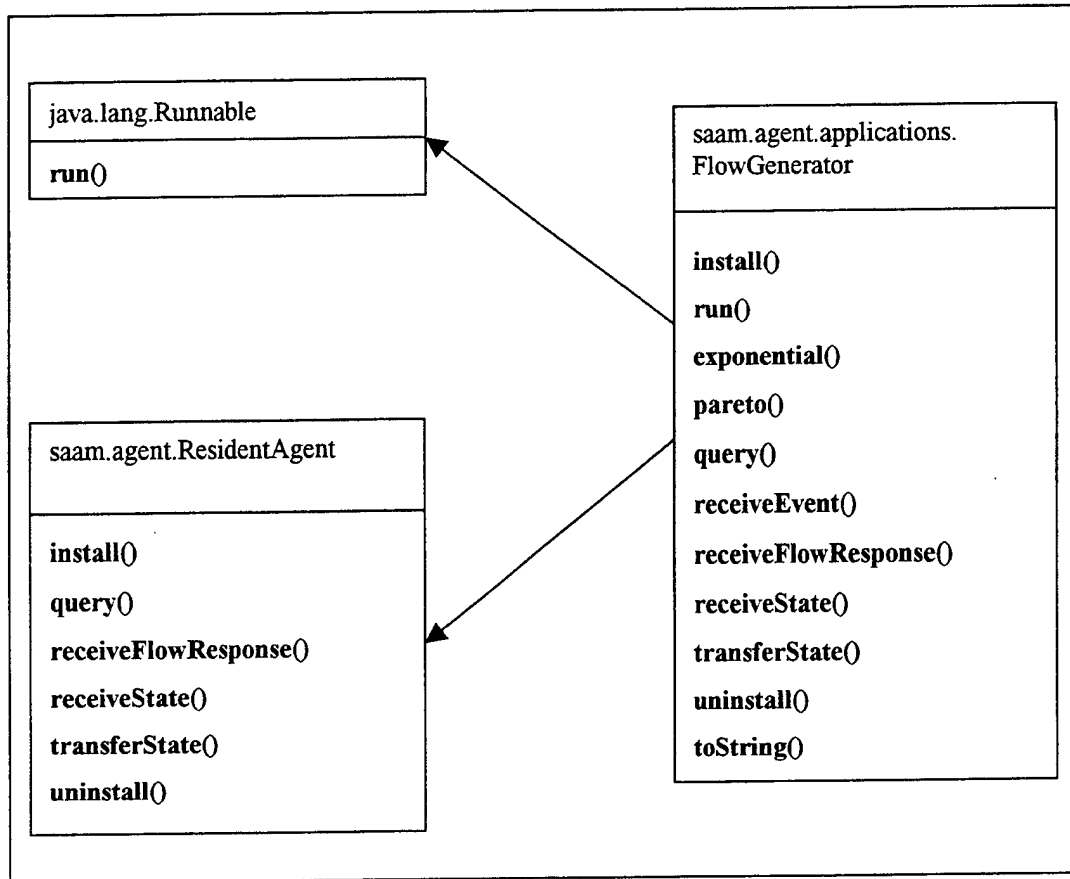 java.lang.Runnable
run()
saam.agent.ResidentAgent
install()
query()
receiveFlowResponse()
receiveState()
transferState()
uninstall()
saam.agent.applications.
FlowGenerator
install()
run()
exponential()
pareto()
query()
receiveEvent()
receiveFlowResponse()
receiveState()
transferState()
uninstall()
toString()